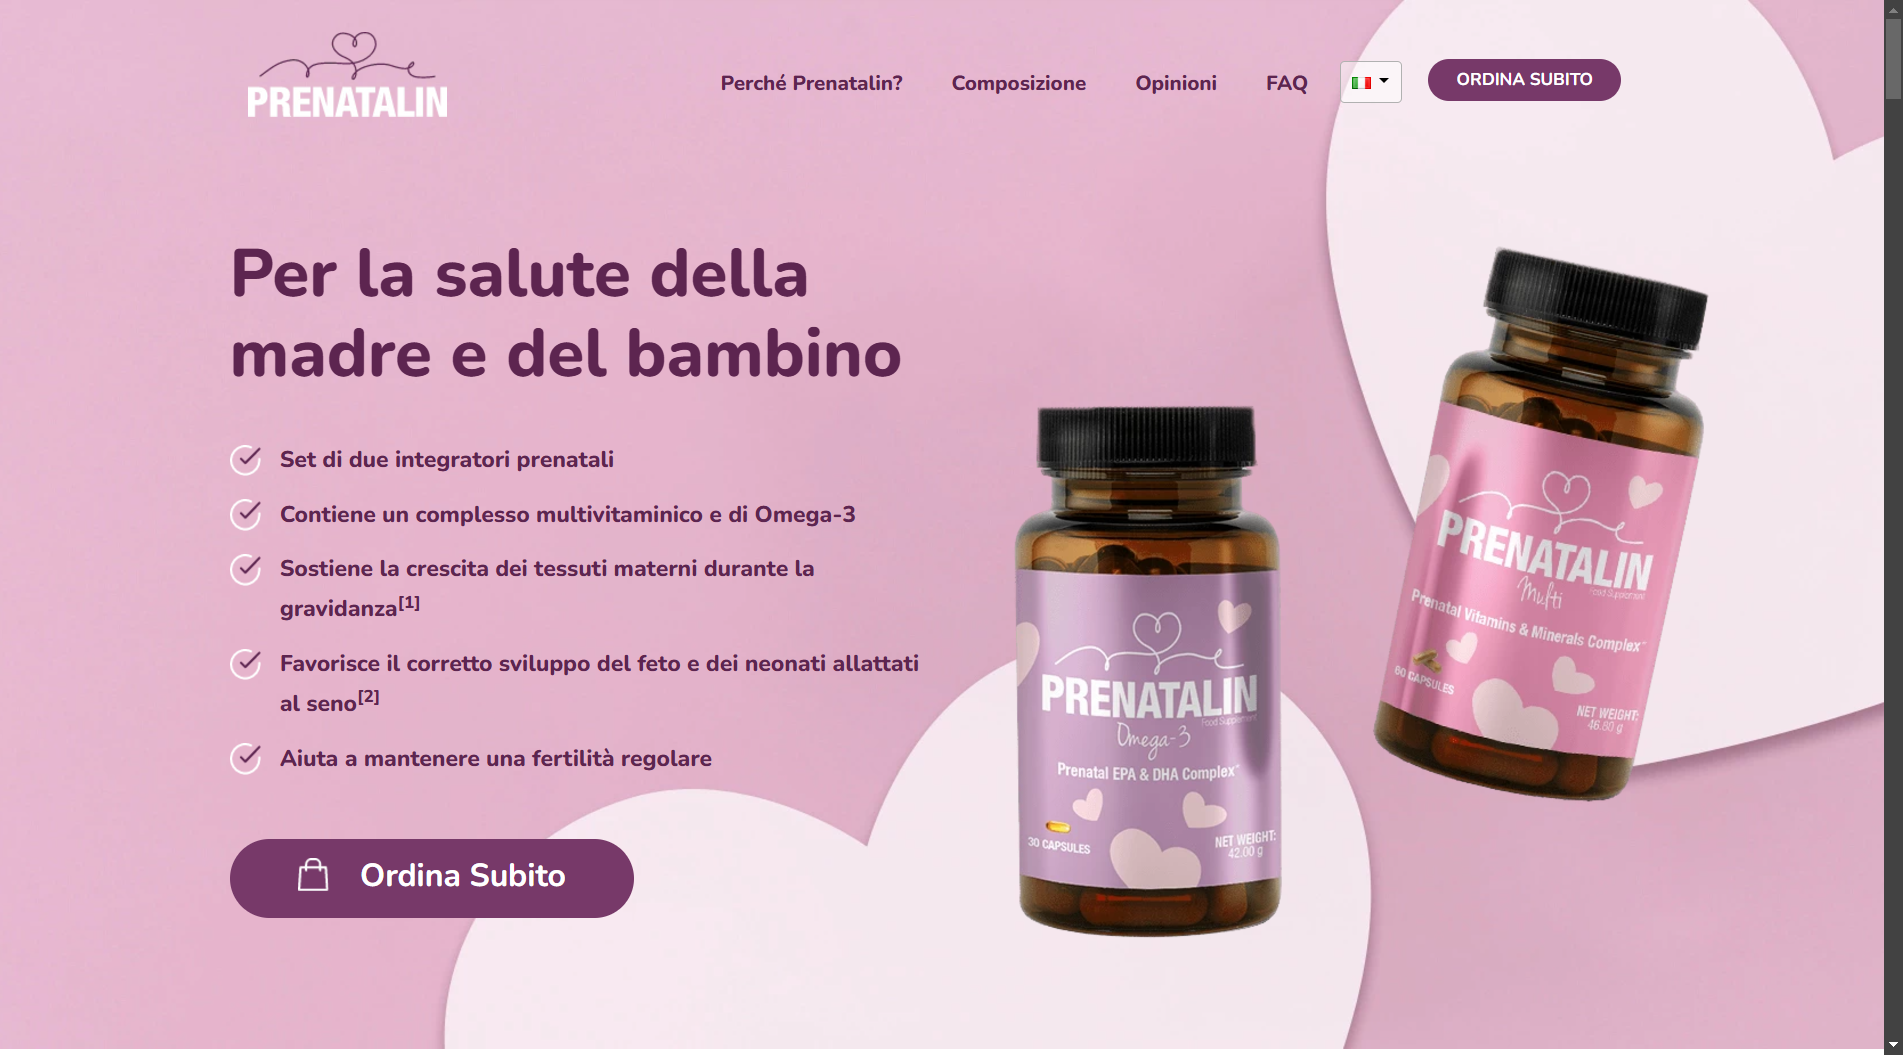 PRENATALIN
Perché Prenatalin?
Composizione
Opinioni
FAQ
ORDINA SUBITO
Per la salute della
madre e del bambino
Set di due integratori prenatali
Contiene un complesso multivitaminico e di Omega-3
Sostiene la crescita dei tessuti materni durante la
gravidanza[1]
Favorisce il corretto sviluppo del feto e dei neonati allattati
al seno[2]
Aiuta a mantenere una fertilità regolare
Ordina Subito
PRENATALIN
Food Supplement
Omega-3
Prenatal EPA & DHA Complex™
30 CAPSULES
NET WEIGHT:
42.00 g
PRENATALIN
Food Supplement
Multi
Prenatal Vitamins & Minerals Complex™
60 CAPSULES
NET WEIGHT:
46.80 g